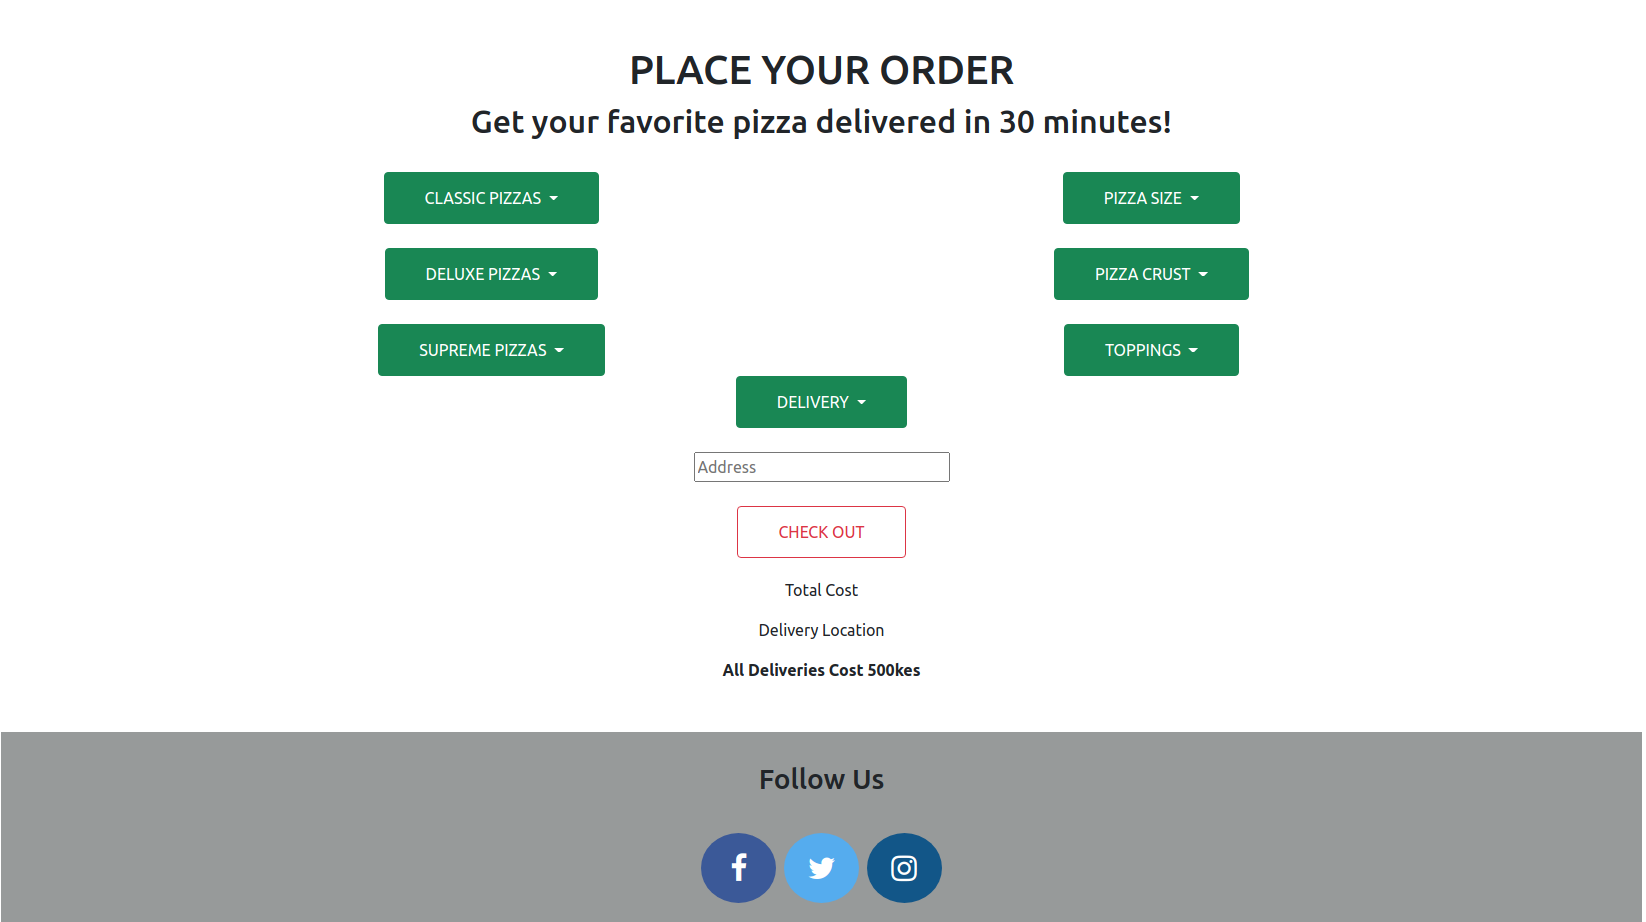 PLACE YOUR ORDER
Get your favorite pizza delivered in 30 minutes!
CLASSIC PIZZAS
PIZZA SIZE
DELUXE PIZZAS
PIZZA CRUST
SUPREME PIZZAS
TOPPINGS
DELIVERY
Address
CHECK OUT
Total Cost
Delivery Location
All Deliveries Cost 500kes
Follow Us